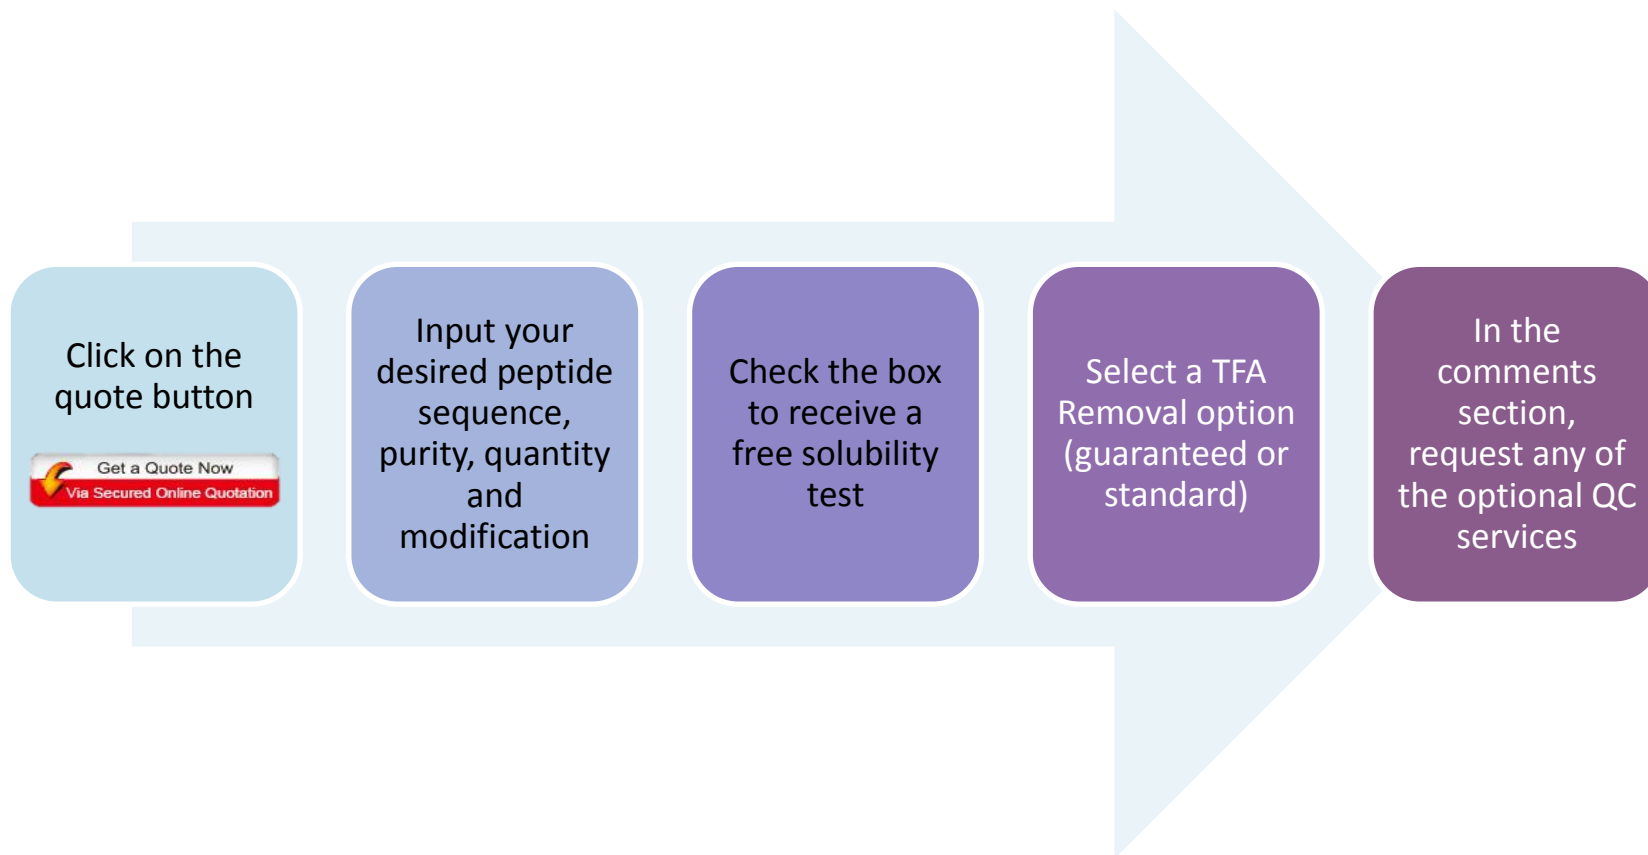 Click on the
quote button
Get a Quote Now
Via Secured Online Quotation
Input your
desired peptide
sequence,
purity, quantity
and
modification
Check the box
to receive a
free solubility
test
Select a TFA
Removal option
(guaranteed or
standard)
In the
comments
section,
request any of
the optional QC
services